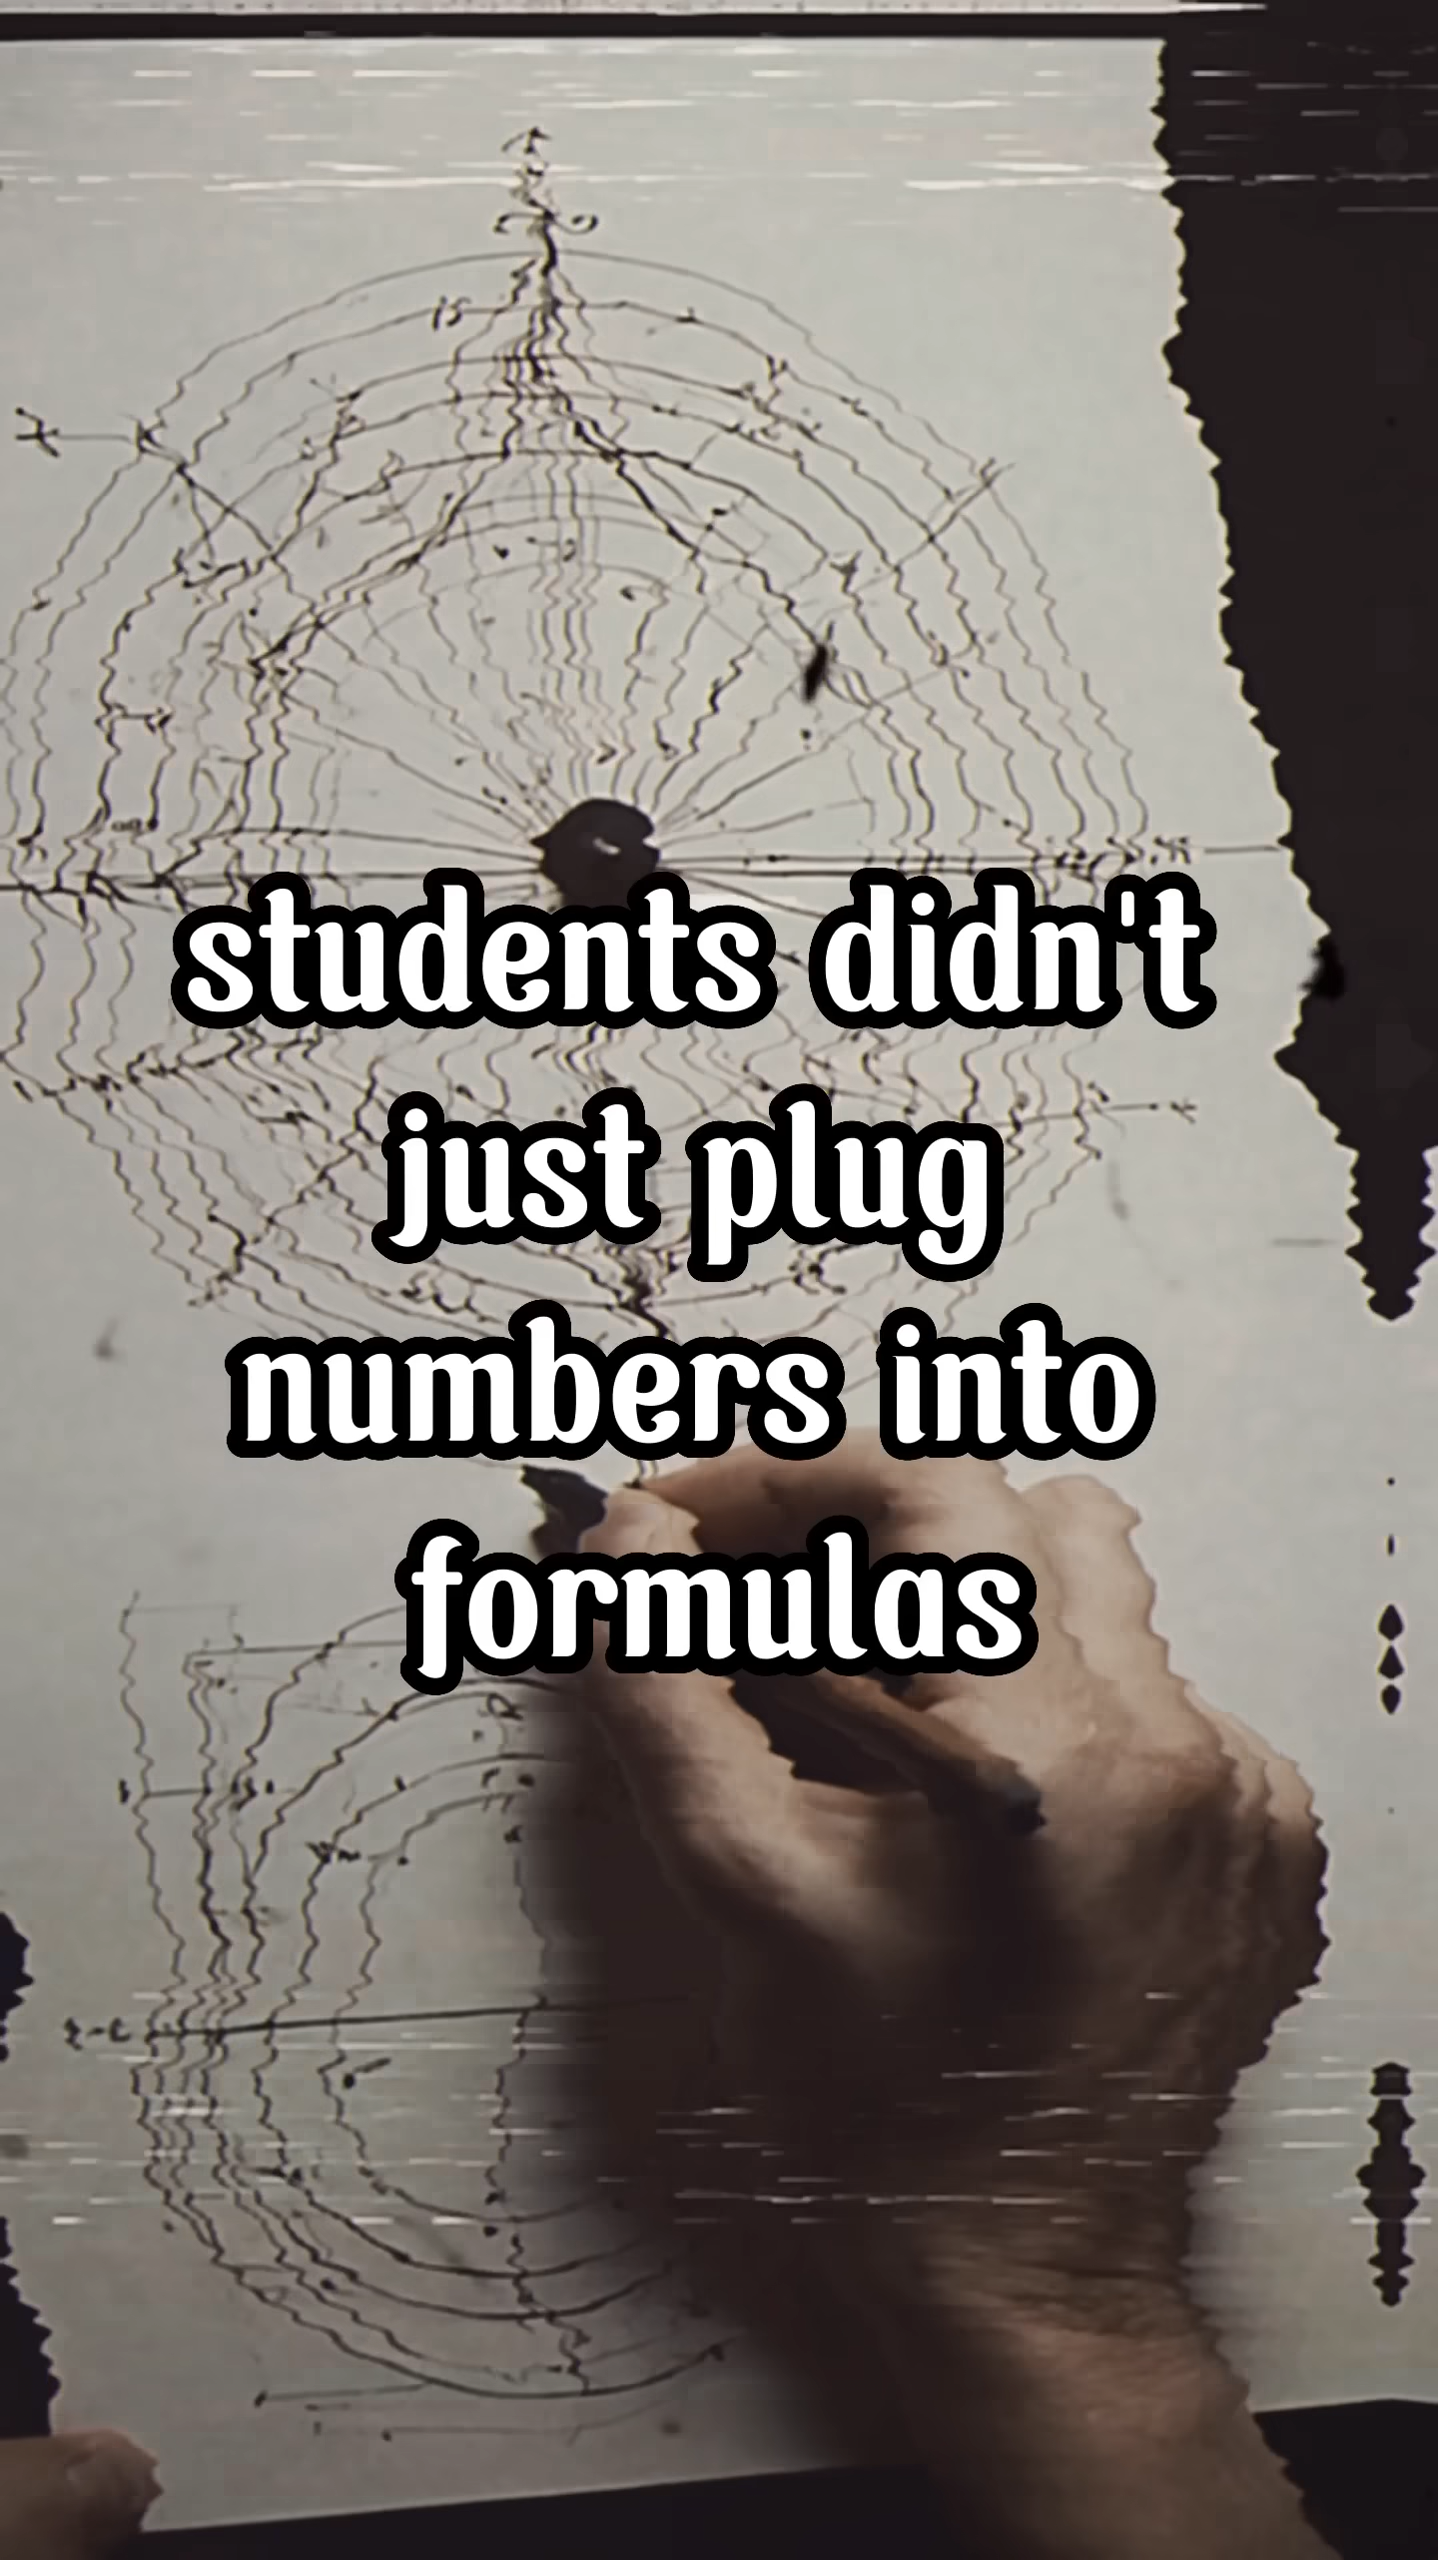 students didn't
just plug
numbers into
formulas